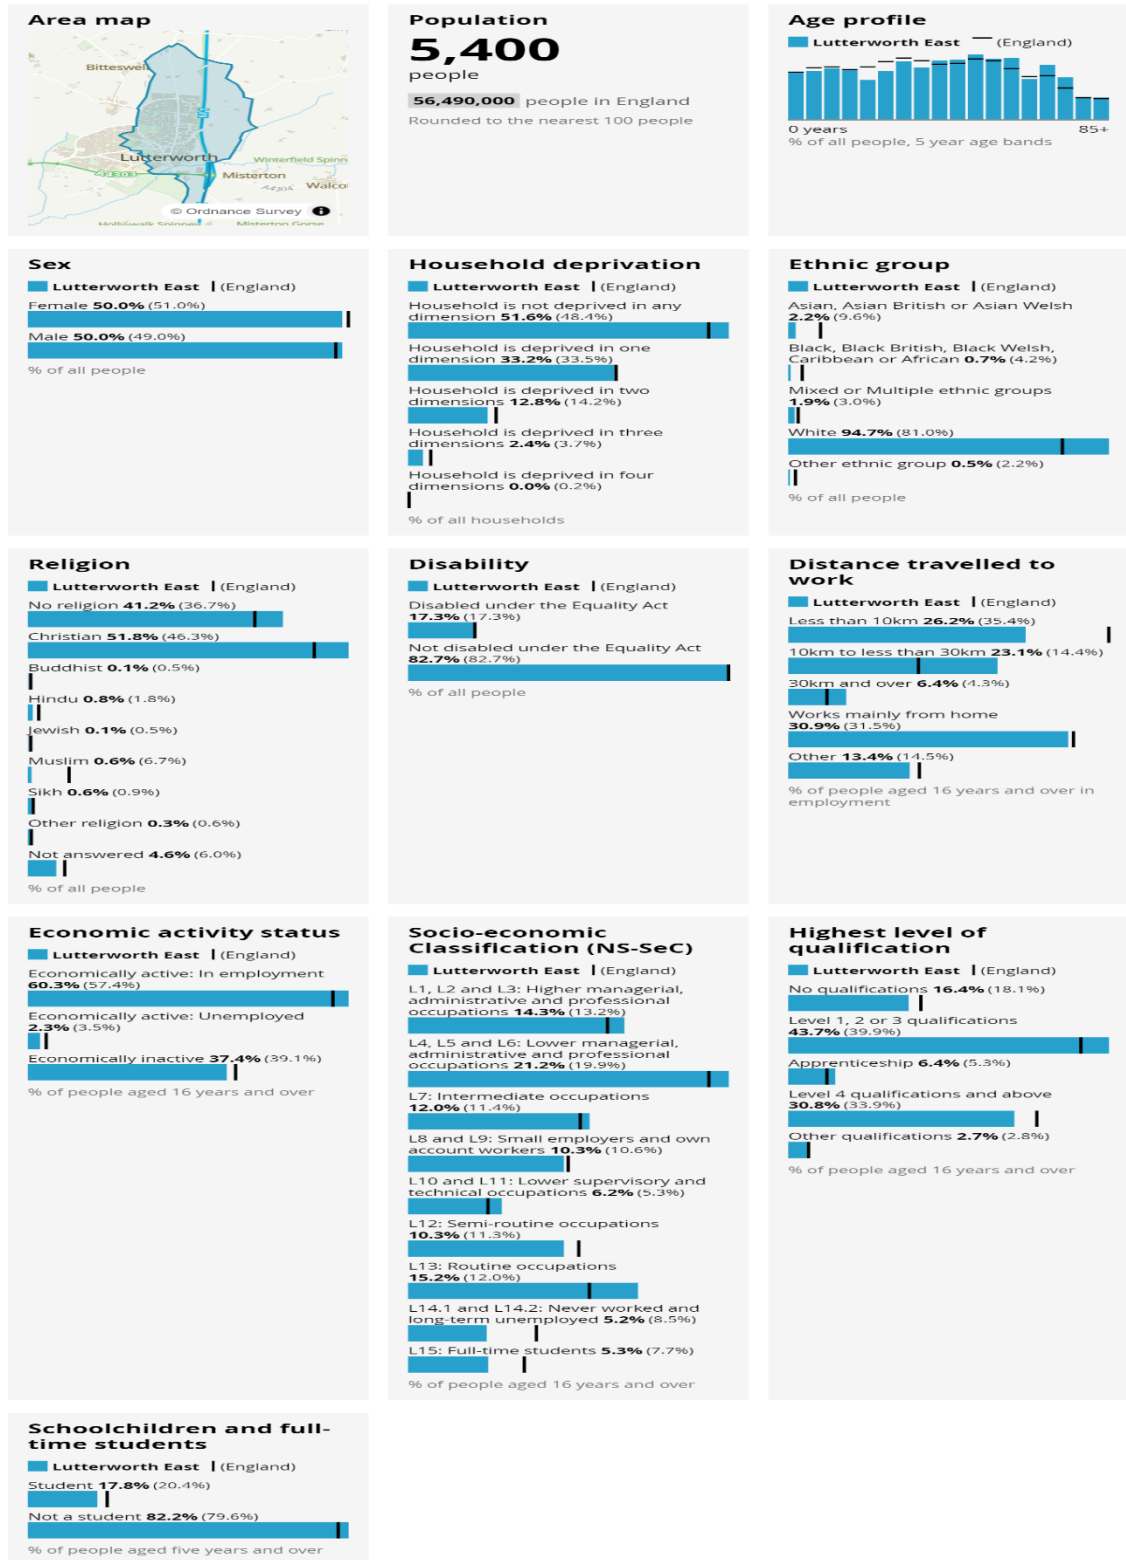 Area map
Bitteswell
Lutterworth
Winterfield Spinn
A4303
Misterton
A4304
Walco
© Ordnance Survey
Hollowalk Spinney
Misterton Gorse
Population
5,400
people
56,490,000 people in England
Rounded to the nearest 100 people
Age profile
Lutterworth East (England)
0 years 85+
% of all people, 5 year age bands
Sex
Lutterworth East (England)
Female 50.0% (51.0%)
Male 50.0% (49.0%)
% of all people
Household deprivation
Lutterworth East (England)
Household is not deprived in any
dimension 51.6% (48.4%)
Household is deprived in one
dimension 33.2% (33.5%)
Household is deprived in two
dimensions 12.8% (14.2%)
Household is deprived in three
dimensions 2.4% (3.7%)
Household is deprived in four
dimensions 0.0% (0.2%)
% of all households
Ethnic group
Lutterworth East (England)
Asian, Asian British or Asian Welsh
2.2% (9.6%)
Black, Black British, Black Welsh,
Caribbean or African 0.7% (4.2%)
Mixed or Multiple ethnic groups
1.9% (3.0%)
White 94.7% (81.0%)
Other ethnic group 0.5% (2.2%)
% of all people
Religion
Lutterworth East (England)
No religion 41.2% (36.7%)
Christian 51.8% (46.3%)
Buddhist 0.1% (0.5%)
Hindu 0.8% (1.8%)
Jewish 0.1% (0.5%)
Muslim 0.6% (6.7%)
Sikh 0.6% (0.9%)
Other religion 0.3% (0.6%)
Not answered 4.6% (6.0%)
% of all people
Disability
Lutterworth East (England)
Disabled under the Equality Act
17.3% (17.3%)
Not disabled under the Equality Act
82.7% (82.7%)
% of all people
Distance travelled to
work
Lutterworth East (England)
Less than 10km 26.2% (35.4%)
10km to less than 30km 23.1% (14.4%)
30km and over 6.4% (4.3%)
Works mainly from home
30.9% (31.5%)
Other 13.4% (14.5%)
% of people aged 16 years and over in
employment
Economic activity status
Lutterworth East (England)
Economically active: In employment
60.3% (57.4%)
Economically active: Unemployed
2.3% (3.5%)
Economically inactive 37.4% (39.1%)
% of people aged 16 years and over
Socio-economic
Classification (NS-SeC)
Lutterworth East (England)
L1, L2 and L3: Higher managerial,
administrative and professional
occupations 14.3% (13.2%)
L4, L5 and L6: Lower managerial,
administrative and professional
occupations 21.2% (19.9%)
L7: Intermediate occupations
12.0% (11.4%)
L8 and L9: Small employers and own
account workers 10.3% (10.6%)
L10 and L11: Lower supervisory and
technical occupations 6.2% (5.3%)
L12: Semi-routine occupations
10.3% (11.3%)
L13: Routine occupations
15.2% (12.0%)
L14.1 and L14.2: Never worked and
long-term unemployed 5.2% (8.5%)
L15: Full-time students 5.3% (7.7%)
% of people aged 16 years and over
Highest level of
qualification
Lutterworth East (England)
No qualifications 16.4% (18.1%)
Level 1, 2 or 3 qualifications
43.7% (39.9%)
Apprenticeship 6.4% (5.3%)
Level 4 qualifications and above
30.8% (33.9%)
Other qualifications 2.7% (2.8%)
% of people aged 16 years and over
Schoolchildren and full-
time students
Lutterworth East (England)
Student 17.8% (20.4%)
Not a student 82.2% (79.6%)
% of people aged five years and over